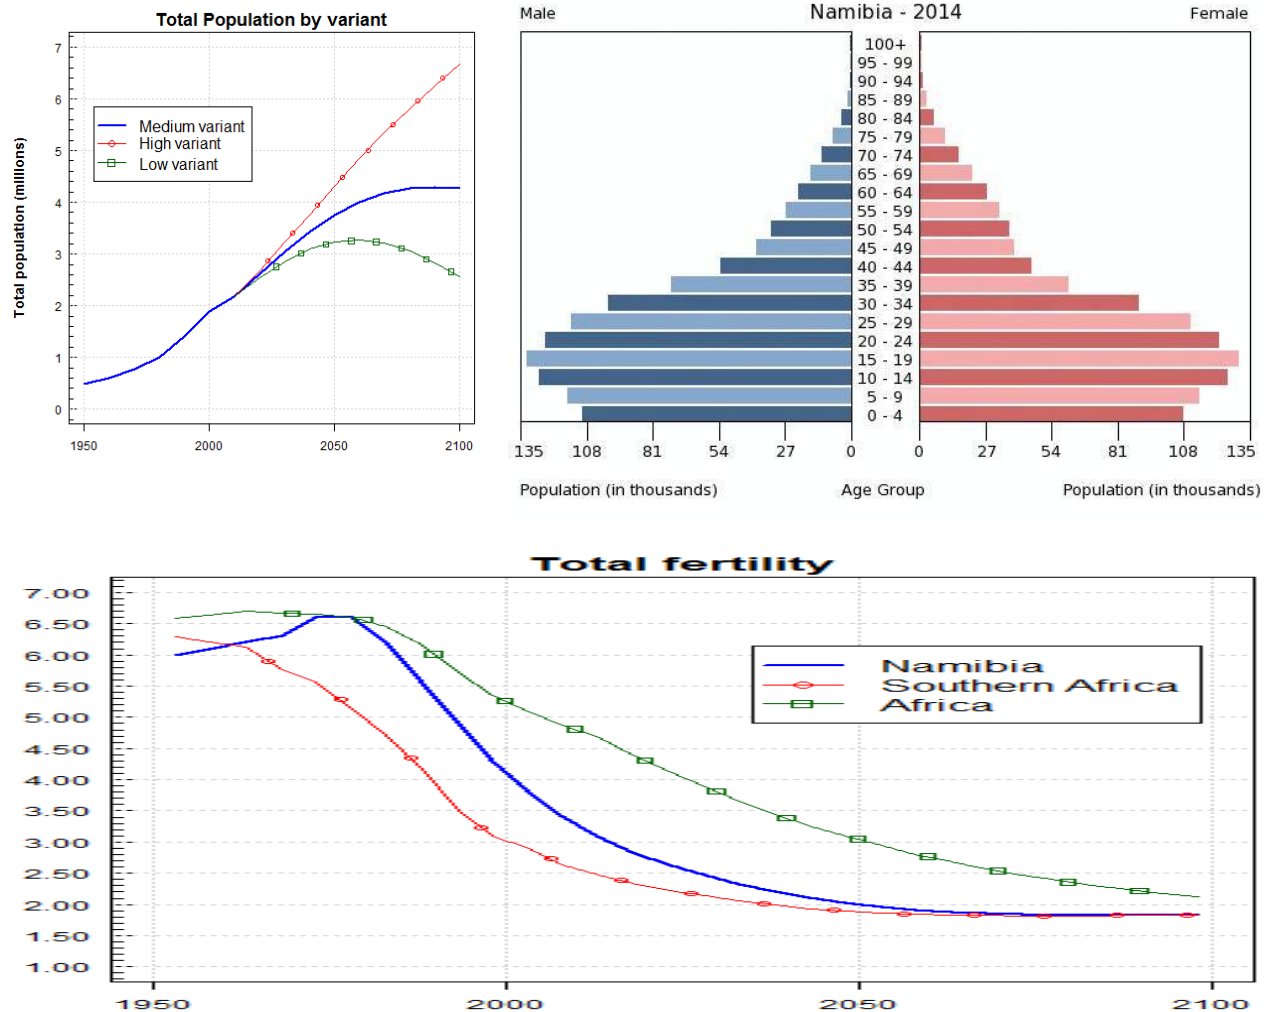 Total Population by variant
Total population (millions)
7
6
5
4
3
2
1
0
Medium variant
High variant
Low variant
1950 2000 2050 2100
Male Namibia - 2014 Female
100+
95 - 99
90 - 94
85 - 89
80 - 84
75 - 79
70 - 74
65 - 69
60 - 64
55 - 59
50 - 54
45 - 49
40 - 44
35 - 39
30 - 34
25 - 29
20 - 24
15 - 19
10 - 14
5 - 9
0 - 4
135 108 81 54 27 0 0 27 54 81 108 135
Population (in thousands) Age Group Population (in thousands)
Total fertility
7.00
6.50
6.00
5.50
5.00
4.50
4.00
3.50
3.00
2.50
2.00
1.50
1.00
Namibia
Southern Africa
Africa
1950 2000 2050 2100